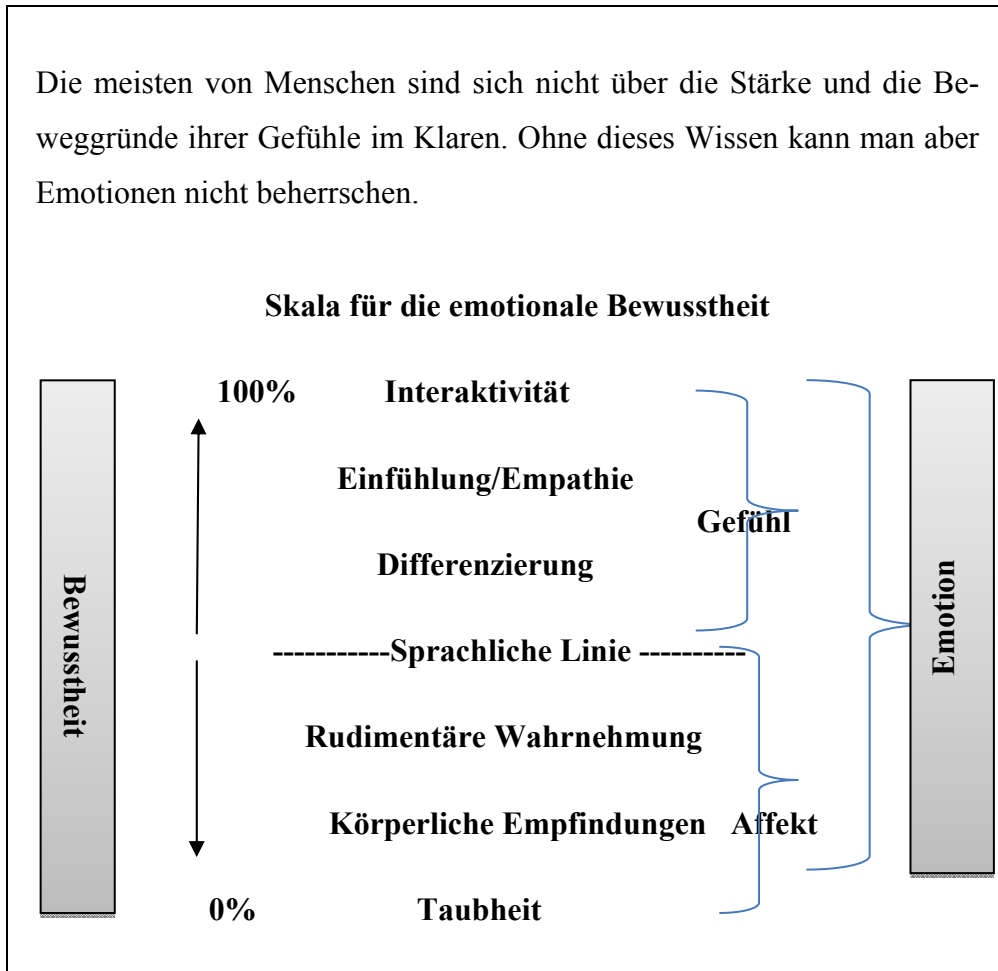 Die meisten von Menschen sind sich nicht über die Stärke und die Be-
weggründe ihrer Gefühle im Klaren. Ohne dieses Wissen kann man aber
Emotionen nicht beherrschen.
Skala für die emotionale Bewusstheit
100% Interaktivität
Einfühlung/Empathie
Gefühl
Differenzierung
Bewusstheit
Emotion
-----------Sprachliche Linie ----------
Rudimentäre Wahrnehmung
Körperliche Empfindungen Affekt
0% Taubheit